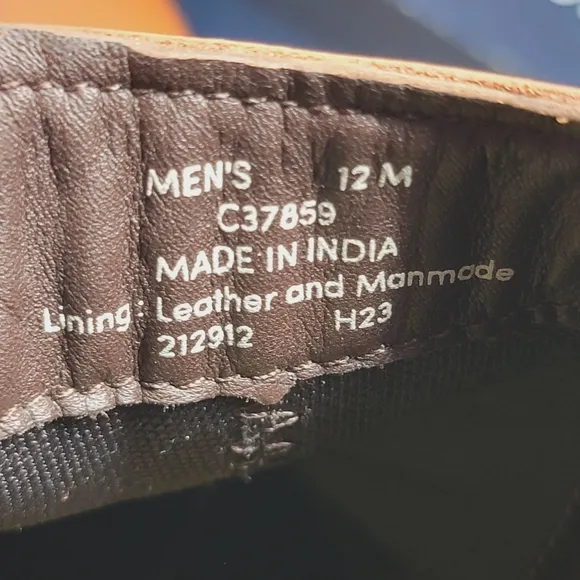 MEN'S 12 M
C37859
MADE IN INDIA
Lining: Leather and Manmade
212912 H23